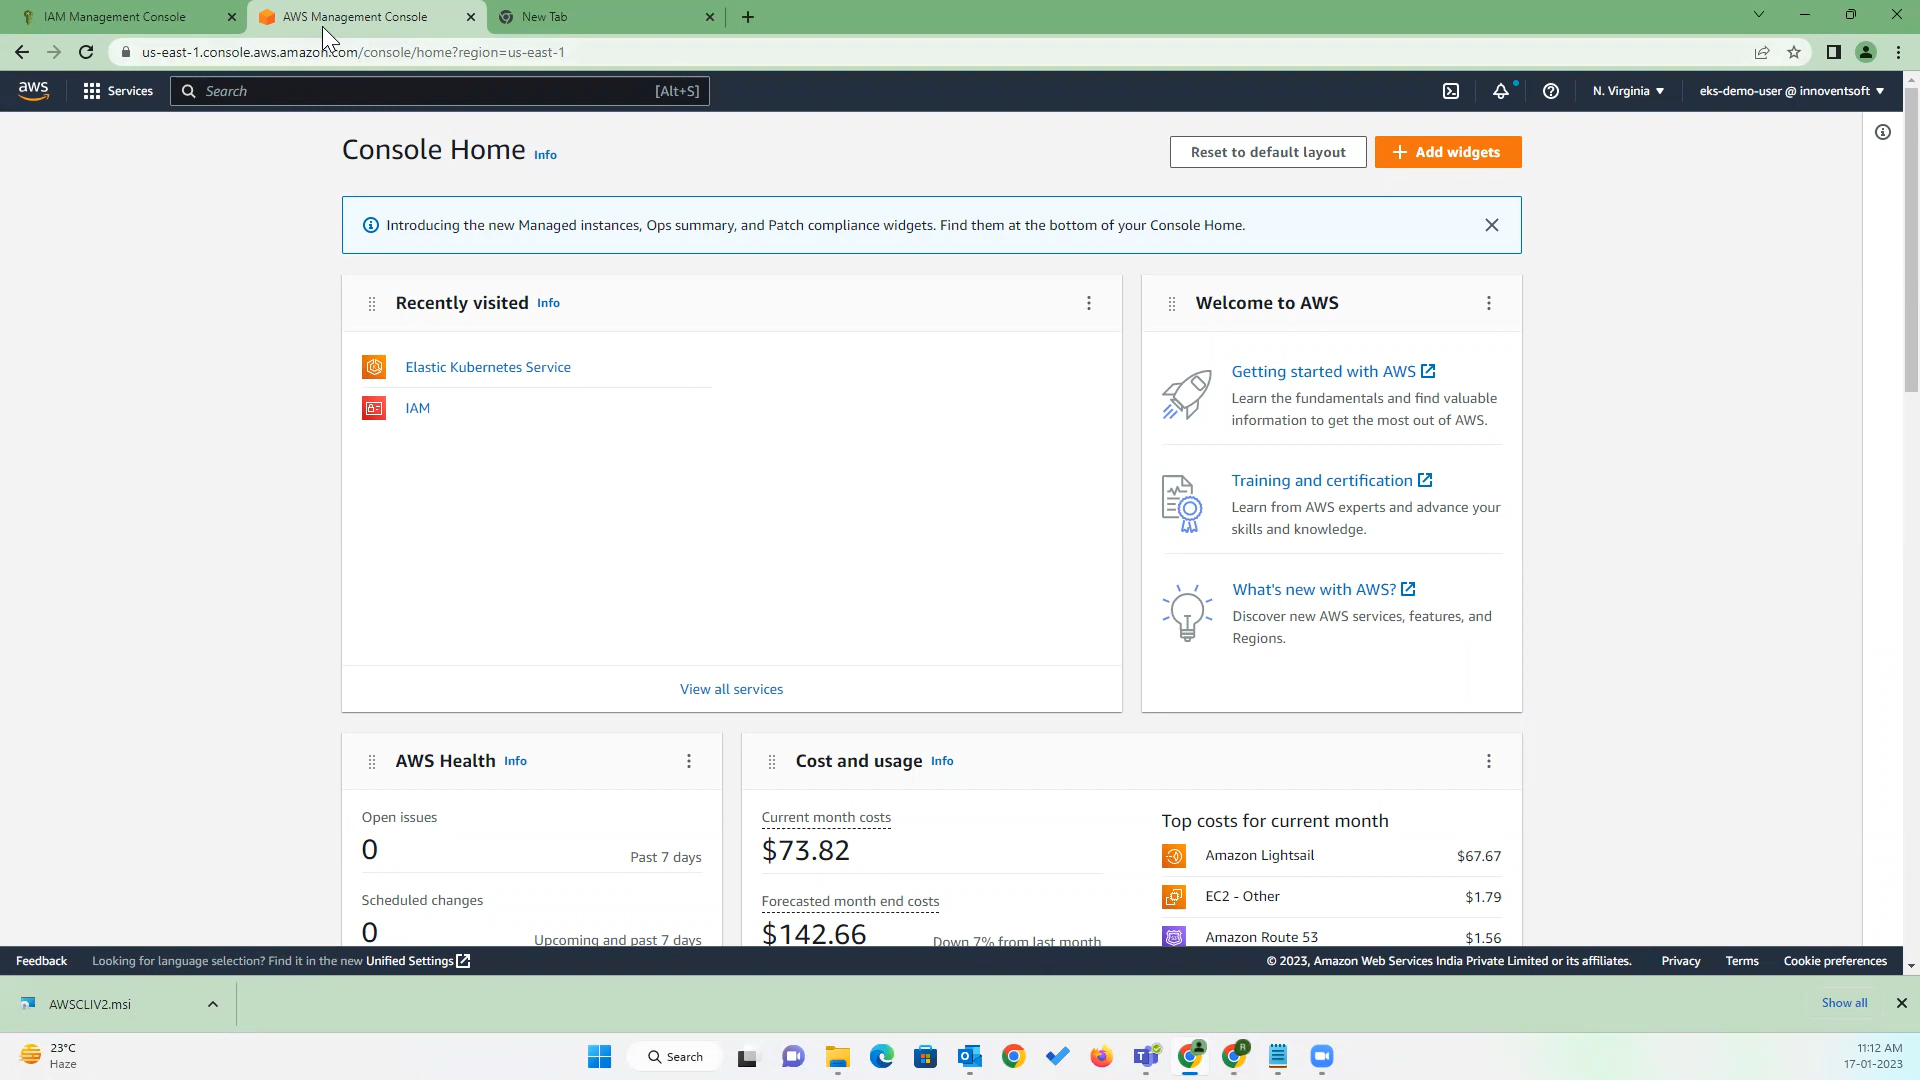 IAM Management Console
AWS Management Console
New Tab
us-east-1.console.aws.amazon.com/console/home?region=us-east-1
aws
Services
Search
[Alt+S]
N. Virginia
eks-demo-user @ innoventsoft
Console Home Info
Reset to default layout
Add widgets
Introducing the new Managed instances, Ops summary, and Patch compliance widgets. Find them at the bottom of your Console Home.
Recently visited Info
Elastic Kubernetes Service
IAM
View all services
Welcome to AWS
Getting started with AWS
Learn the fundamentals and find valuable
information to get the most out of AWS.
Training and certification
Learn from AWS experts and advance your
skills and knowledge.
What's new with AWS?
Discover new AWS services, features, and
Regions.
AWS Health Info
Open issues
0
Past 7 days
Scheduled changes
0
Upcoming and past 7 days
Cost and usage Info
Current month costs
$73.82
Forecasted month end costs
$142.66
Down 7% from last month
Top costs for current month
Amazon Lightsail $67.67
EC2 - Other $1.79
Amazon Route 53 $1.56
Feedback
Looking for language selection? Find it in the new Unified Settings
© 2023, Amazon Web Services India Private Limited or its affiliates.
Privacy
Terms
Cookie preferences
AWSCLIV2.msi
Show all
23°C
Haze
Search
R
11:12 AM
17-01-2023